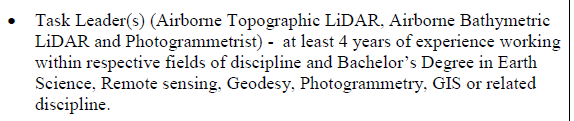 • Task Leader(s) (Airborne Topographic LiDAR, Airborne Bathymetric
LiDAR and Photogrammetrist) - at least 4 years of experience working
within respective fields of discipline and Bachelor's Degree in Earth
Science, Remote sensing, Geodesy, Photogrammetry, GIS or related
discipline.